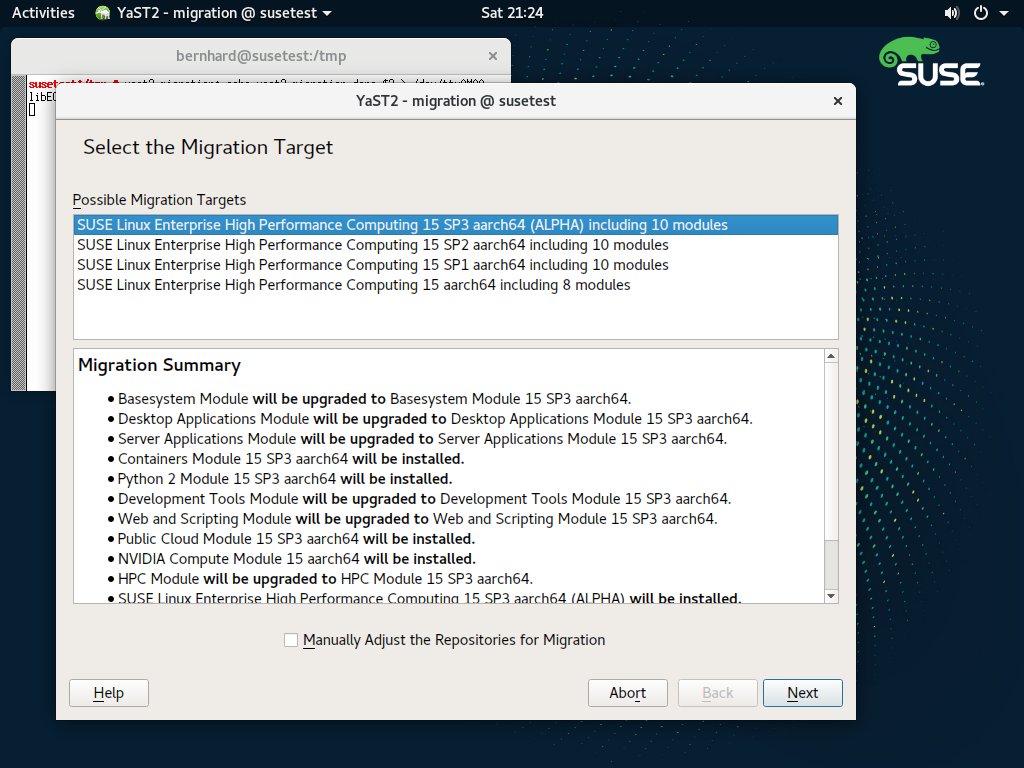 Activities YaST2 - migration @ susetest Sat 21:24
SUSE
bernhard@susetest:/tmp
YaST2 - migration @ susetest
Select the Migration Target
Possible Migration Targets
SUSE Linux Enterprise High Performance Computing 15 SP3 aarch64 (ALPHA) including 10 modules
SUSE Linux Enterprise High Performance Computing 15 SP2 aarch64 including 10 modules
SUSE Linux Enterprise High Performance Computing 15 SP1 aarch64 including 10 modules
SUSE Linux Enterprise High Performance Computing 15 aarch64 including 8 modules
Migration Summary
• Basesystem Module will be upgraded to Basesystem Module 15 SP3 aarch64.
• Desktop Applications Module will be upgraded to Desktop Applications Module 15 SP3 aarch64.
• Server Applications Module will be upgraded to Server Applications Module 15 SP3 aarch64.
• Containers Module 15 SP3 aarch64 will be installed.
• Python 2 Module 15 SP3 aarch64 will be installed.
• Development Tools Module will be upgraded to Development Tools Module 15 SP3 aarch64.
• Web and Scripting Module will be upgraded to Web and Scripting Module 15 SP3 aarch64.
• Public Cloud Module 15 SP3 aarch64 will be installed.
• NVIDIA Compute Module 15 aarch64 will be installed.
• HPC Module will be upgraded to HPC Module 15 SP3 aarch64.
• SUSE Linux Enterprise High Performance Computing 15 SP3 aarch64 (ALPHA) will be installed.
Manually Adjust the Repositories for Migration
Help Abort Back Next